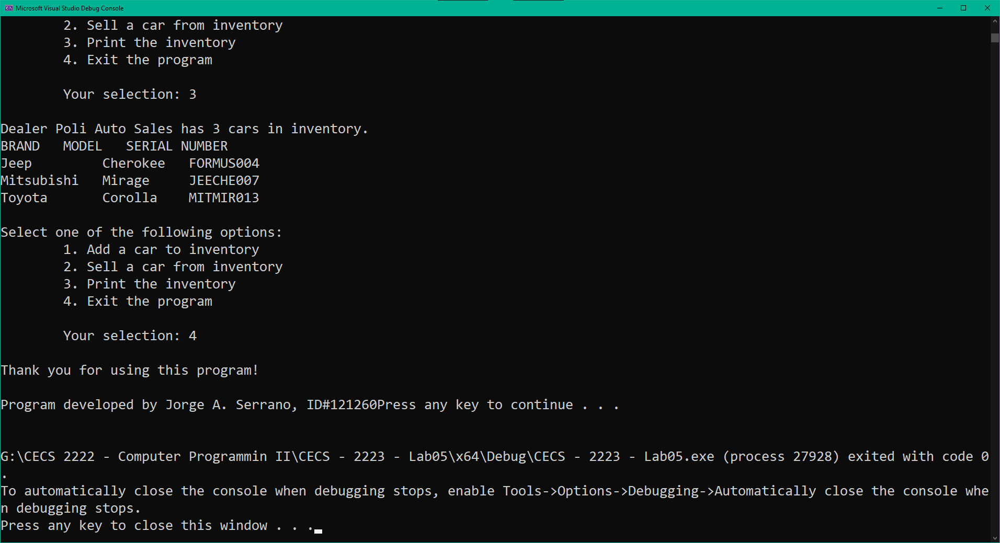 Microsoft Visual Studio Debug Console
2. Sell a car from inventory
3. Print the inventory
4. Exit the program
Your selection: 3
Dealer Poli Auto Sales has 3 cars in inventory.
BRAND MODEL SERIAL NUMBER
Jeep Cherokee FORMUS004
Mitsubishi Mirage JEECHE007
Toyota Corolla MITMIR013
Select one of the following options:
1. Add a car to inventory
2. Sell a car from inventory
3. Print the inventory
4. Exit the program
Your selection: 4
Thank you for using this program!
Program developed by Jorge A. Serrano, ID#121260Press any key to continue . . .
G:\CECS 2222 - Computer Programmin II\CECS - 2223 - Lab05\x64\Debug\CECS - 2223 - Lab05.exe (process 27928) exited with code 0
.
To automatically close the console when debugging stops, enable Tools->Options->Debugging->Automatically close the console whe
n debugging stops.
Press any key to close this window . . .